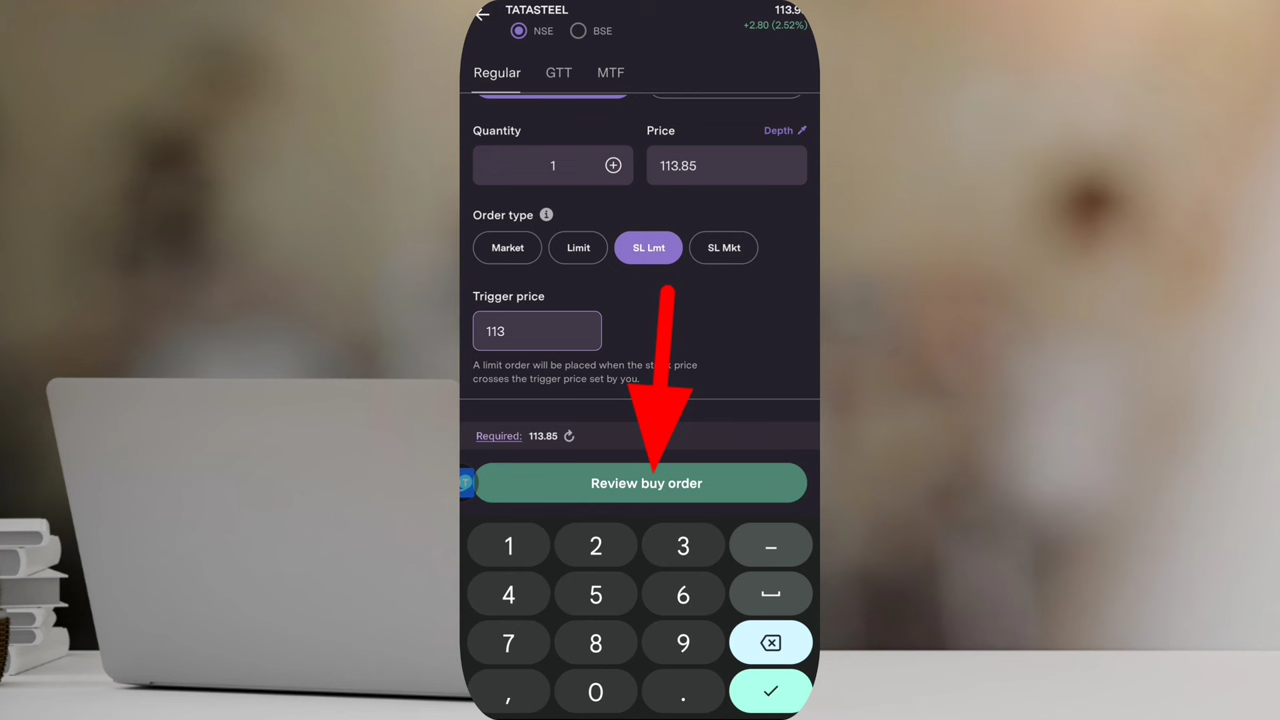 TATASTEEL 113.9
NSE BSE +2.80 (2.52%)
Regular GTT MTF
Quantity Price Depth
1 113.85
Order type
Market Limit SL Lmt SL Mkt
Trigger price
113
A limit order will be placed when the price
crosses the trigger price set by you.
Required: 113.85
Review buy order
1 2 3 –
4 5 6
7 8 9
, 0 .